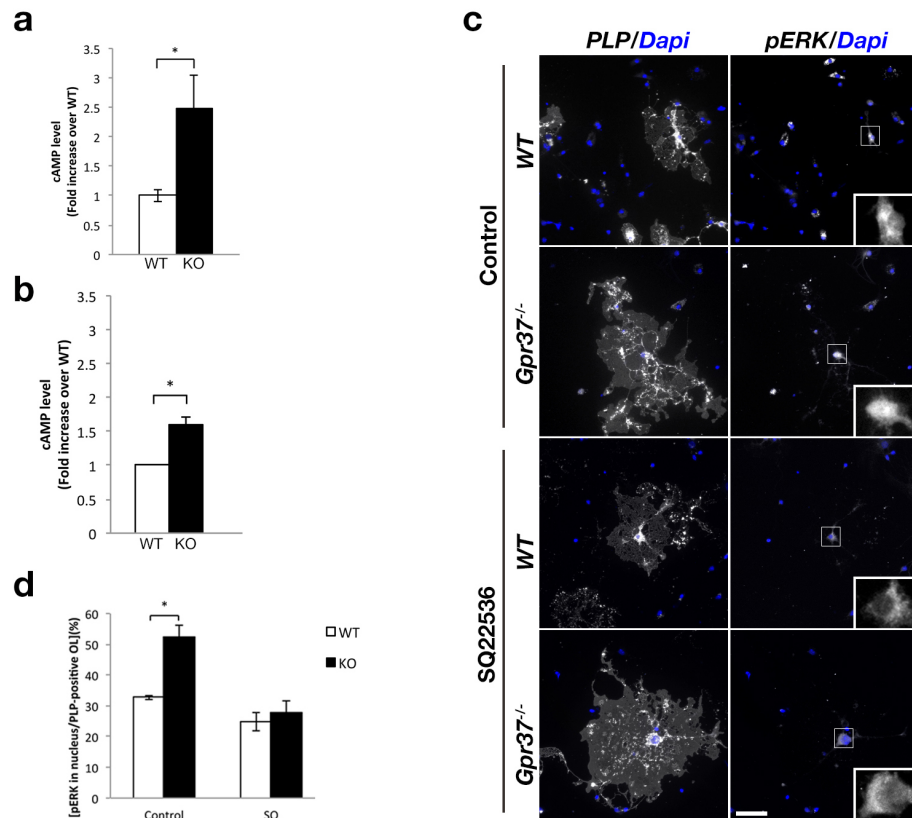 a
3.5
3
2.5
2
1.5
1
0.5
0
cAMP level
(Fold increase over WT)
*
WT KO
b
3.5
3
2.5
2
1.5
1
0.5
0
cAMP level
(Fold increase over WT)
*
WT KO
c
PLP/Dapi pERK/Dapi
Control
WT
Gpr37-/-
SQ22536
WT
Gpr37-/-
d
60
50
40
30
20
10
0
[pERK in nucleus/PLP-positive OL](%)
*
WT
KO
Control SQ